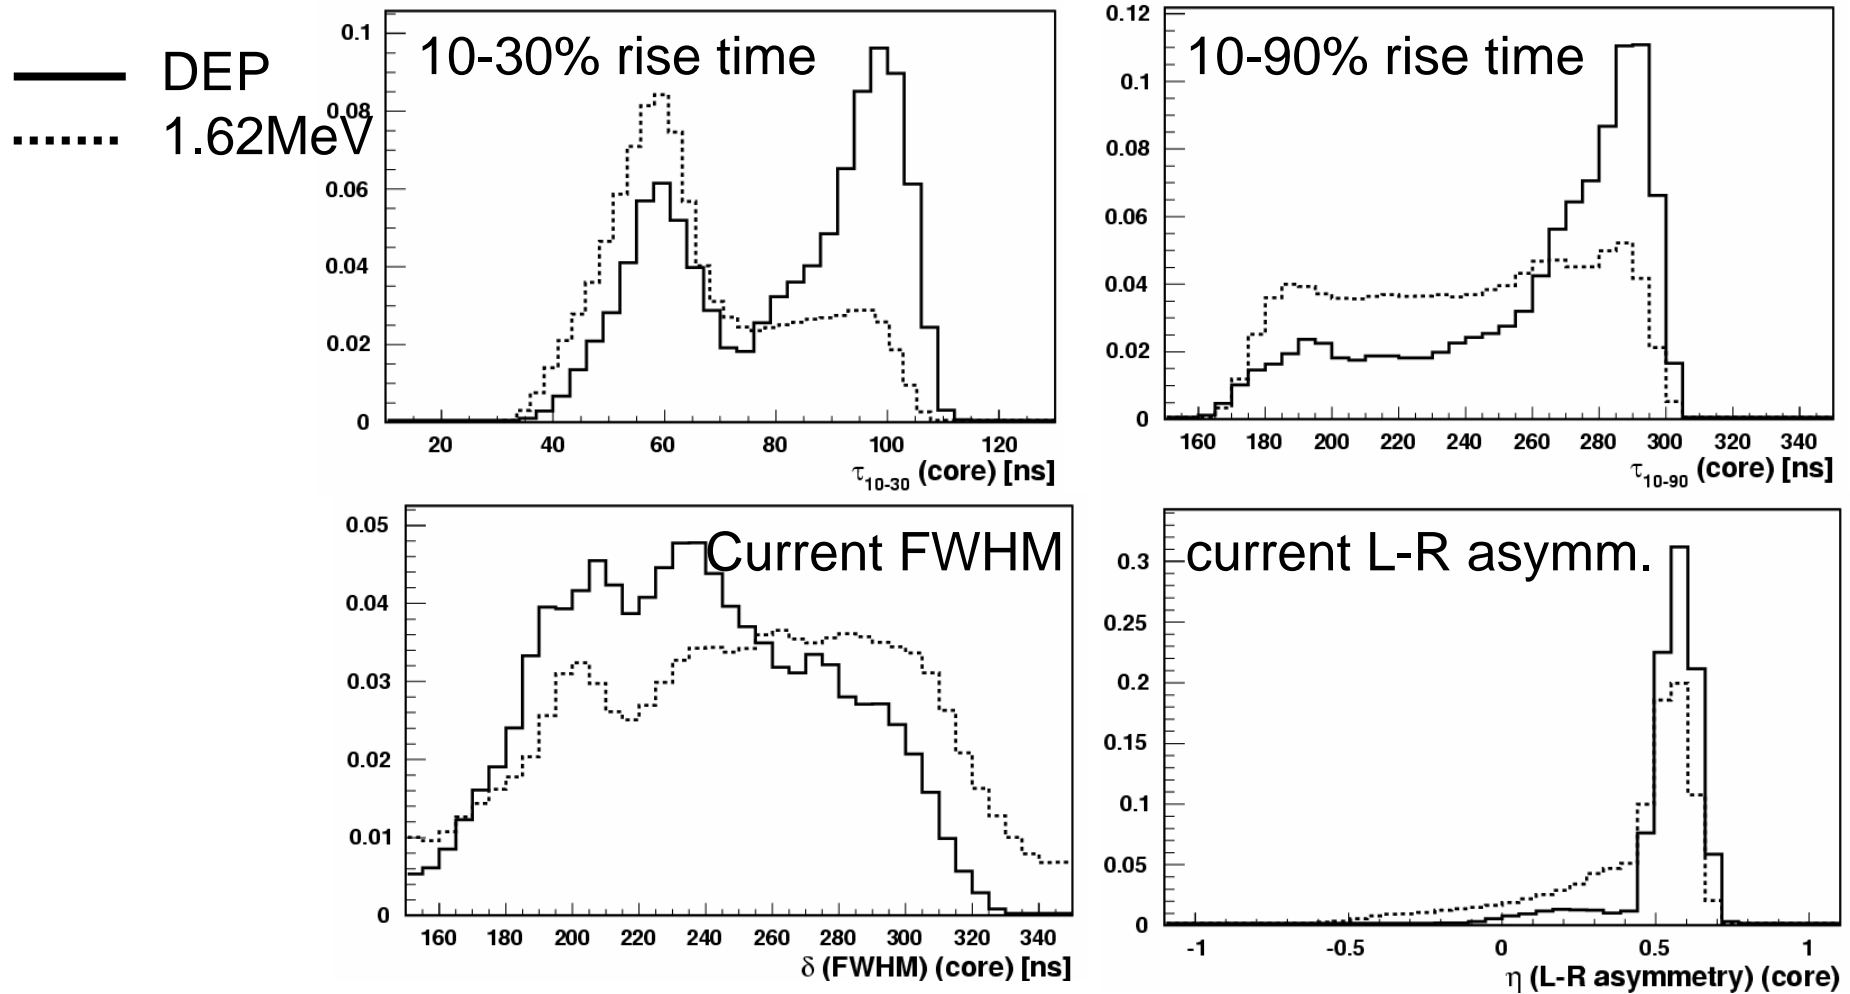 DEP
1.62MeV
10-30% rise time
0.1
0.08
0.06
0.04
0.02
0
20 40 60 80 100 120
τ10-30 (core) [ns]
10-90% rise time
0.12
0.1
0.08
0.06
0.04
0.02
0
160 180 200 220 240 260 280 300 320 340
τ10-90 (core) [ns]
Current FWHM
0.05
0.04
0.03
0.02
0.01
0
160 180 200 220 240 260 280 300 320 340
δ (FWHM) (core) [ns]
current L-R asymm.
0.3
0.25
0.2
0.15
0.1
0.05
0
-1 -0.5 0 0.5 1
η (L-R asymmetry) (core)